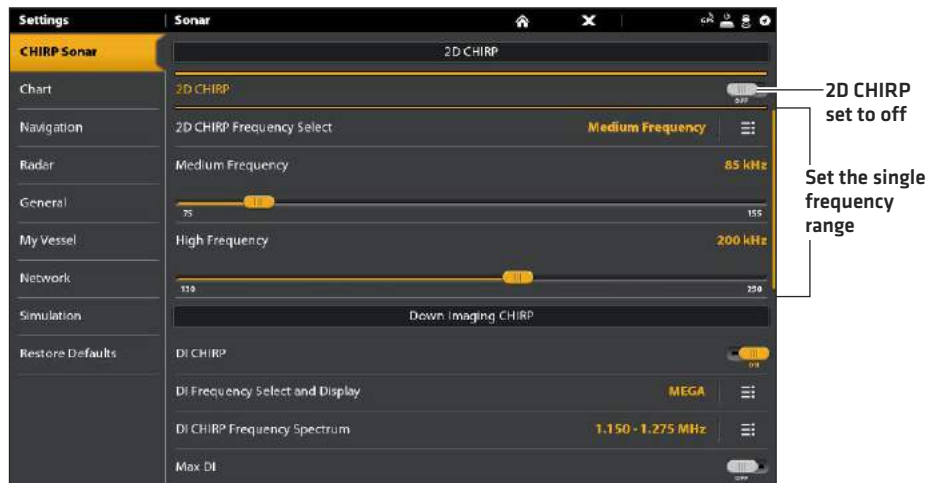 Settings
Sonar
GPS
CHIRP Sonar
2D CHIRP
Chart
2D CHIRP
OFF
2D CHIRP
set to off
Navigation
2D CHIRP Frequency Select
Medium Frequency
Radar
Medium Frequency
85 kHz
Set the single
frequency
range
General
75
155
My Vessel
High Frequency
200 kHz
Network
250
Simulation
Down Imaging CHIRP
Restore Defaults
DI CHIRP
ON
DI Frequency Select and Display
MEGA
DI CHIRP Frequency Spectrum
1.150 - 1.275 MHz
Max DI
OFF